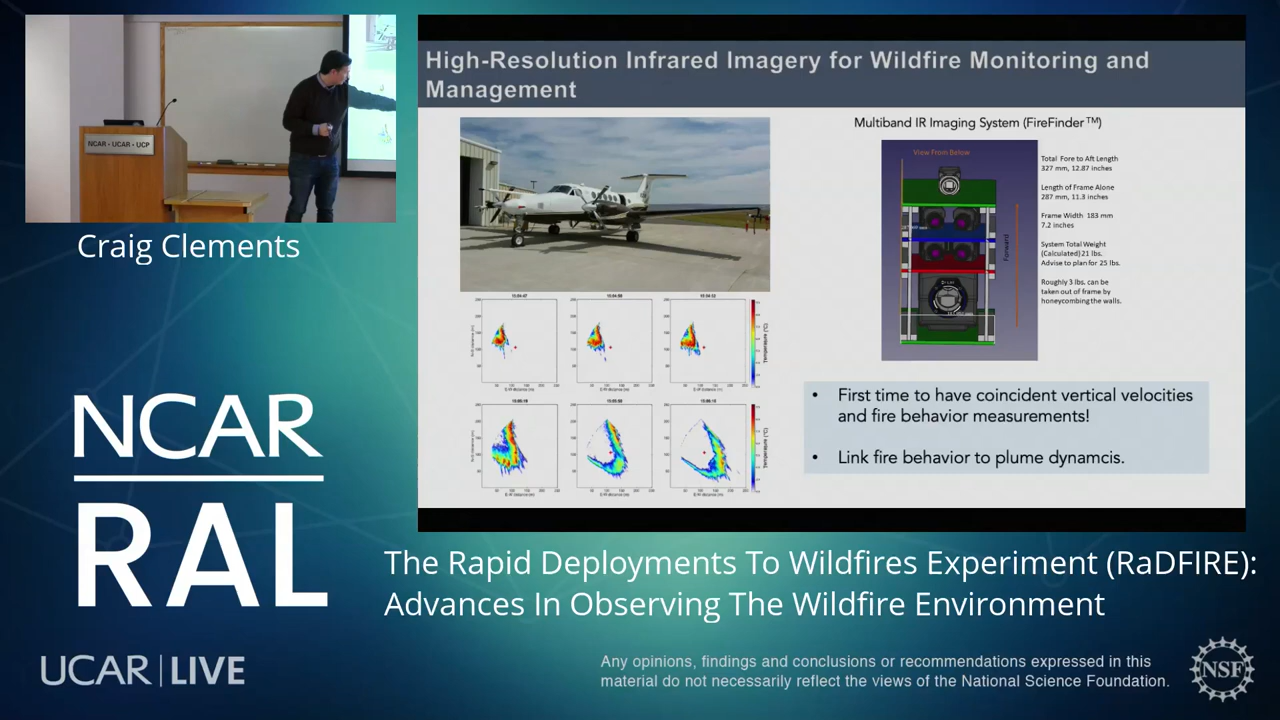 NCAR • UCAR • UCP
Craig Clements
NCAR
RAL
UCAR | LIVE
High-Resolution Infrared Imagery for Wildfire Monitoring and
Management
Multiband IR Imaging System (FireFinder™)
View From Below
Forward
Total Fore to Aft Length
327 mm, 12.87 inches
Length of Frame Alone
287 mm, 11.3 inches
Frame Width 183 mm
7.2 inches
System Total Weight
(Calculated) 21 lbs.
Advise to plan for 25 lbs.
Roughly 3 lbs. can be
taken out of frame by
honeycombing the walls.
• First time to have coincident vertical velocities
and fire behavior measurements!
• Link fire behavior to plume dynamcis.
The Rapid Deployments To Wildfires Experiment (RaDFIRE):
Advances In Observing The Wildfire Environment
Any opinions, findings and conclusions or recommendations expressed in this
material do not necessarily reflect the views of the National Science Foundation.
NSF